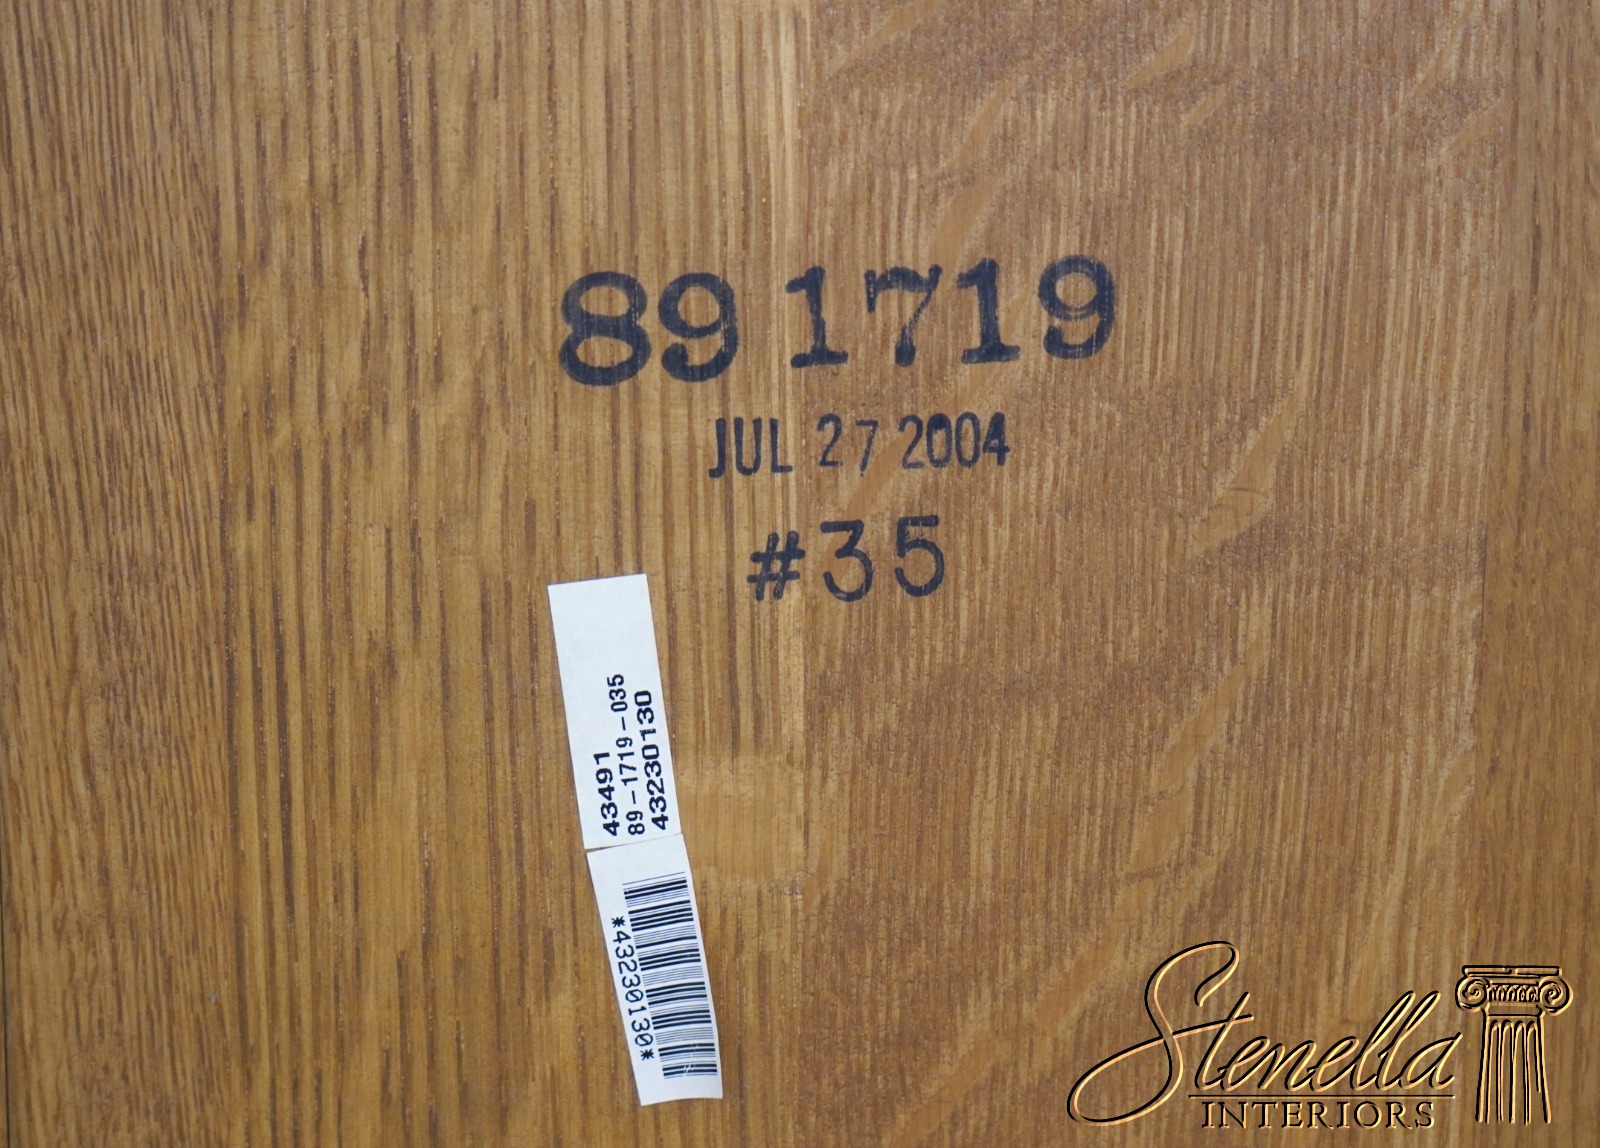 89 1719
JUL 27 2004
#35
43491
89-1719-035
43230130
*43230130*
Stenella
INTERIORS